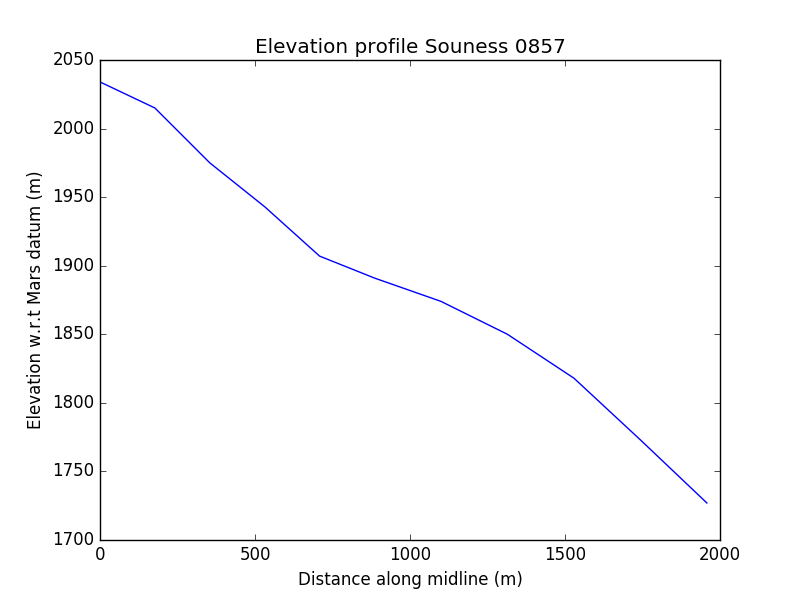 Elevation profile Souness 0857
2050
2000
1950
1900
1850
1800
1750
1700
Elevation w.r.t Mars datum (m)
0 500 1000 1500 2000
Distance along midline (m)